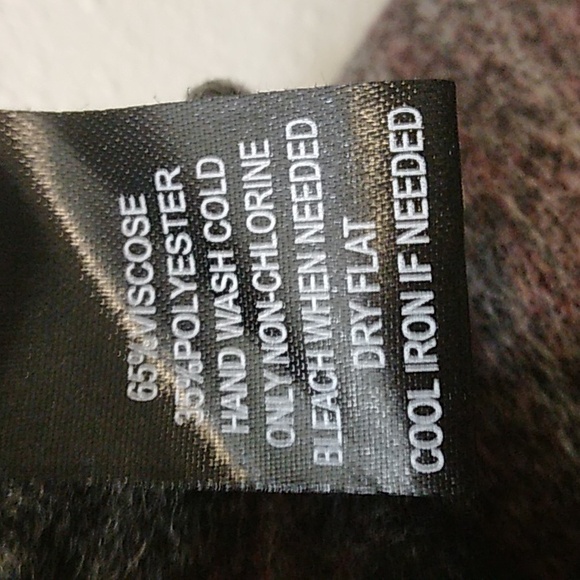 65%VISCOSE
35%POLYESTER
HAND WASH COLD
ONLY NON-CHLORINE
BLEACH WHEN NEEDED
DRY FLAT
COOL IRON IF NEEDED